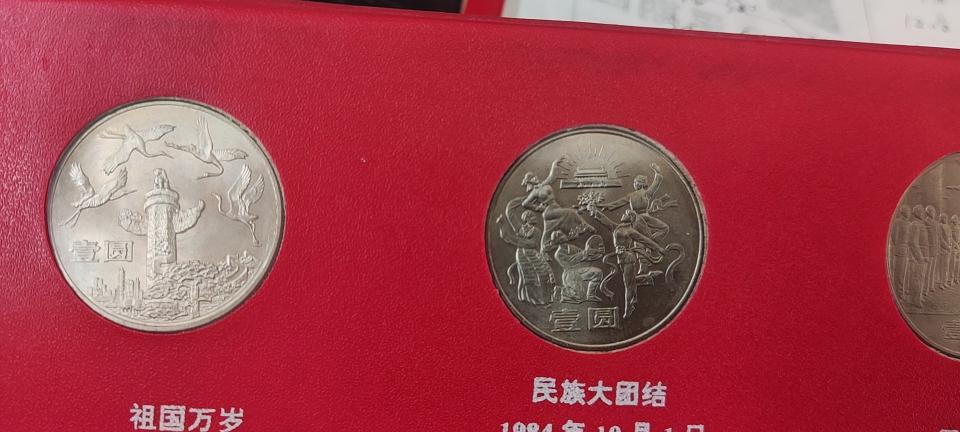 壹圆
壹圆
祖国万岁
民族大团结
1984年10月1日